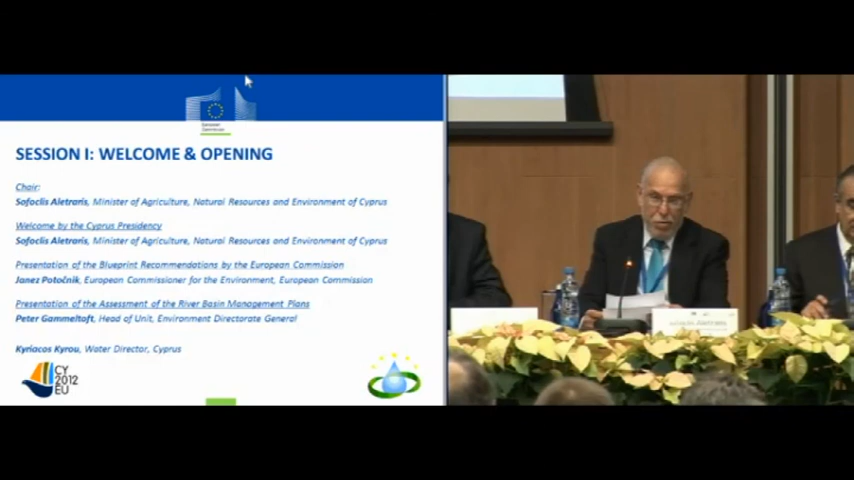 European
Commission
SESSION I: WELCOME & OPENING
Chair:
Sofoclis Aletraris, Minister of Agriculture, Natural Resources and Environment of Cyprus
Welcome by the Cyprus Presidency
Sofoclis Aletraris, Minister of Agriculture, Natural Resources and Environment of Cyprus
Presentation of the Blueprint Recommendations by the European Commission
Janez Potočnik, European Commissioner for the Environment, European Commission
Presentation of the Assessment of the River Basin Management Plans
Peter Gammeltoft, Head of Unit, Environment Directorate General
Kyriacos Kyrou, Water Director, Cyprus
CY
2012
EU